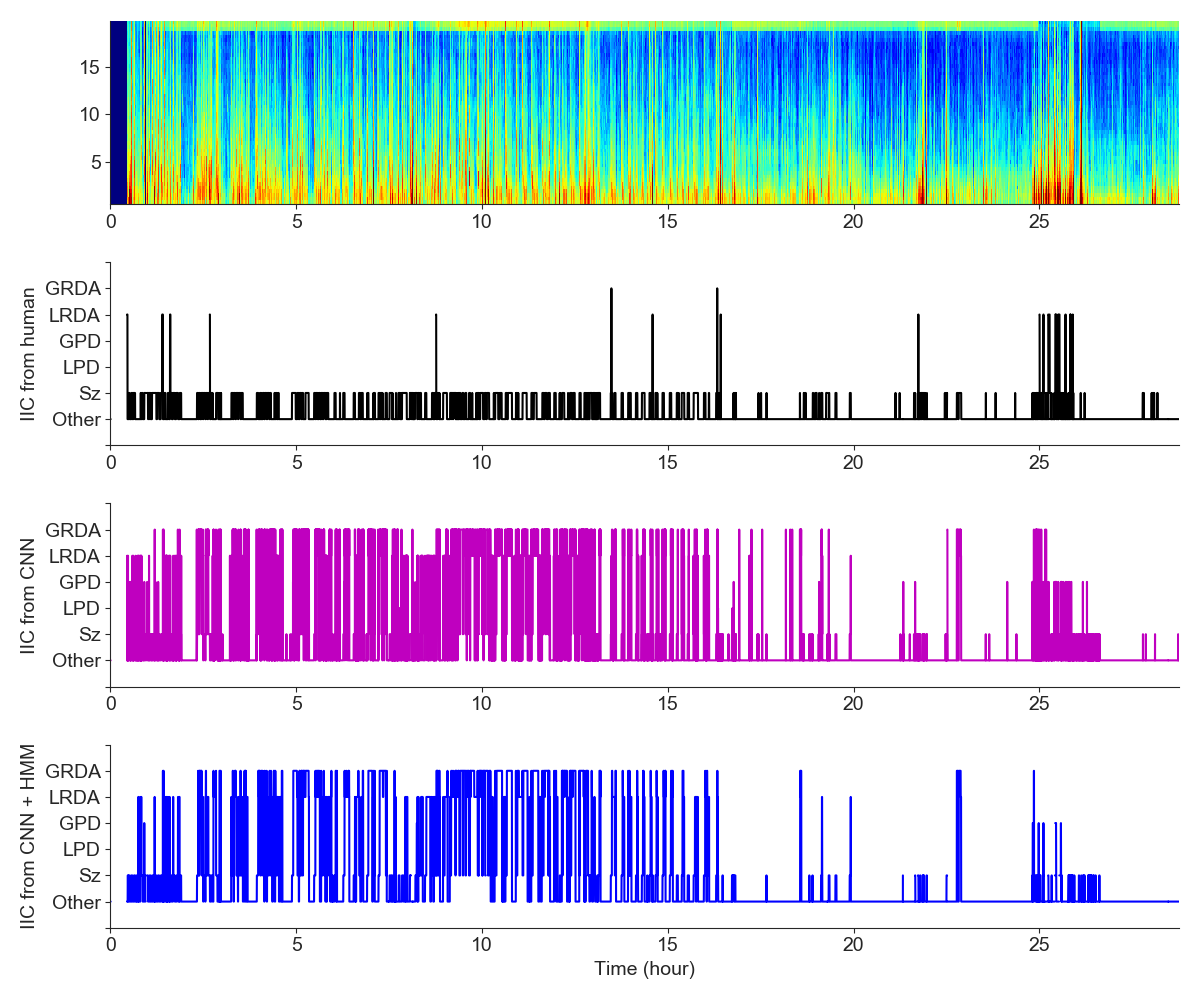 15
10
5
0 5 10 15 20 25
IIC from human
GRDA
LRDA
GPD
LPD
Sz
Other
0 5 10 15 20 25
IIC from CNN
GRDA
LRDA
GPD
LPD
Sz
Other
0 5 10 15 20 25
IIC from CNN + HMM
GRDA
LRDA
GPD
LPD
Sz
Other
0 5 10 15 20 25
Time (hour)